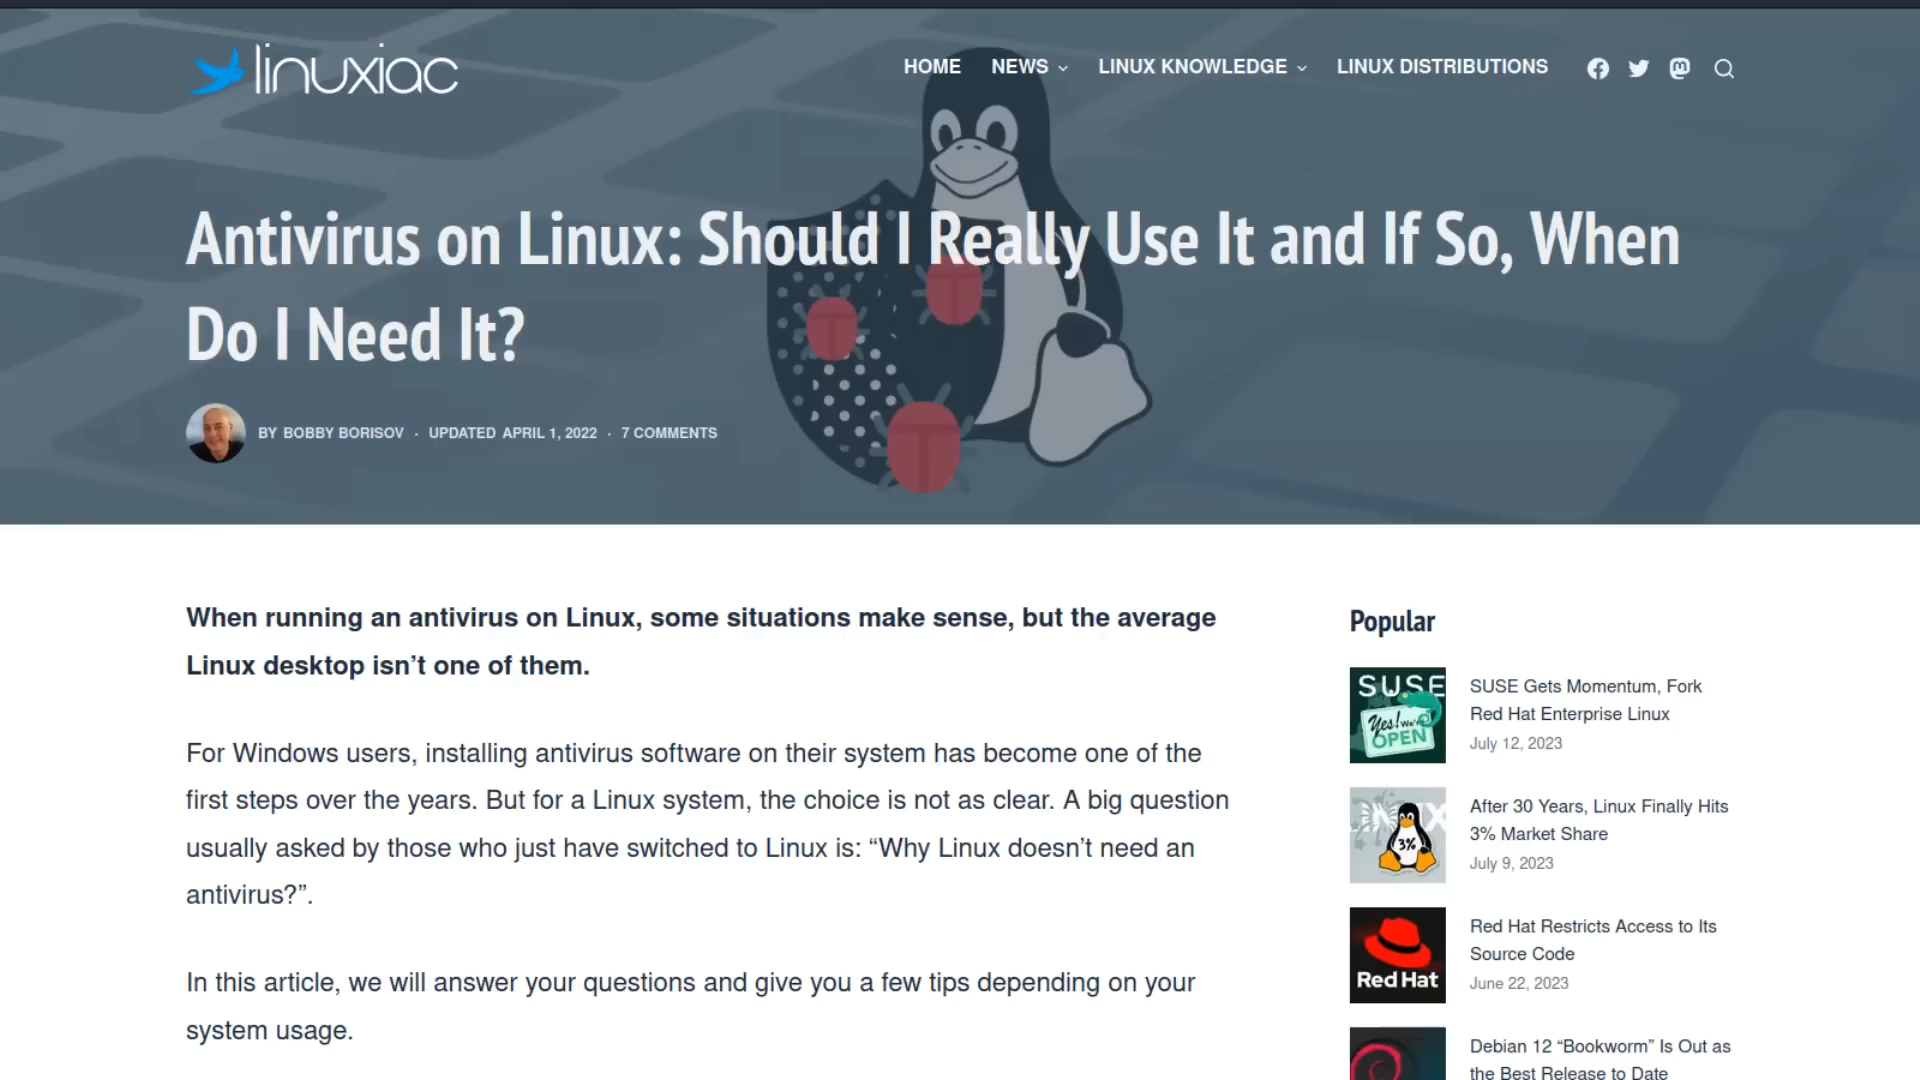 linuxiac
HOME NEWS LINUX KNOWLEDGE LINUX DISTRIBUTIONS
Antivirus on Linux: Should I Really Use It and If So, When
Do I Need It?
BY BOBBY BORISOV · UPDATED APRIL 1, 2022 · 7 COMMENTS
When running an antivirus on Linux, some situations make sense, but the average
Linux desktop isn’t one of them.
For Windows users, installing antivirus software on their system has become one of the
first steps over the years. But for a Linux system, the choice is not as clear. A big question
usually asked by those who just have switched to Linux is: “Why Linux doesn’t need an
antivirus?”.
In this article, we will answer your questions and give you a few tips depending on your
system usage.
Popular
SUSE
Yes! We're
OPEN
SUSE Gets Momentum, Fork
Red Hat Enterprise Linux
July 12, 2023
3%
After 30 Years, Linux Finally Hits
3% Market Share
July 9, 2023
Red Hat
Red Hat Restricts Access to Its
Source Code
June 22, 2023
Debian 12 “Bookworm” Is Out as
the Best Release to Date